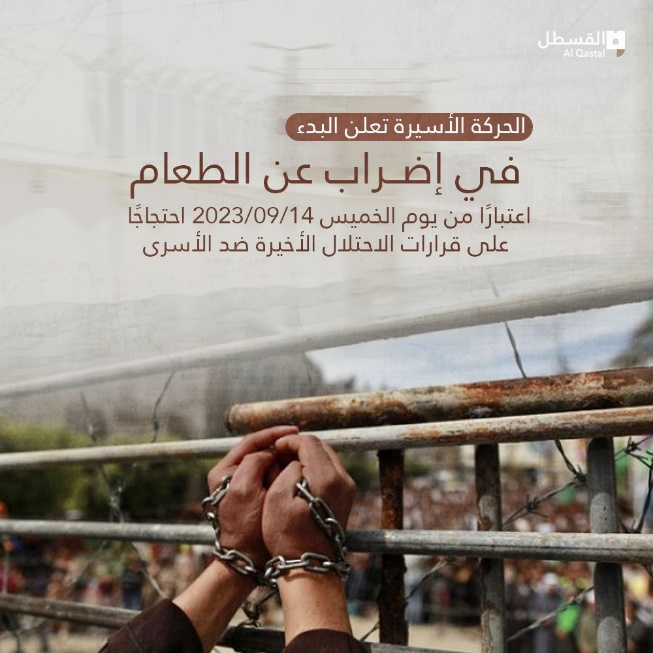 القسطل
Al Qastal
الحركة الأسيرة تعلن البدء
في إضراب عن الطعام
اعتبارًا من يوم الخميس 2023/09/14 احتجاجًا
على قرارات الاحتلال الأخيرة ضد الأسرى